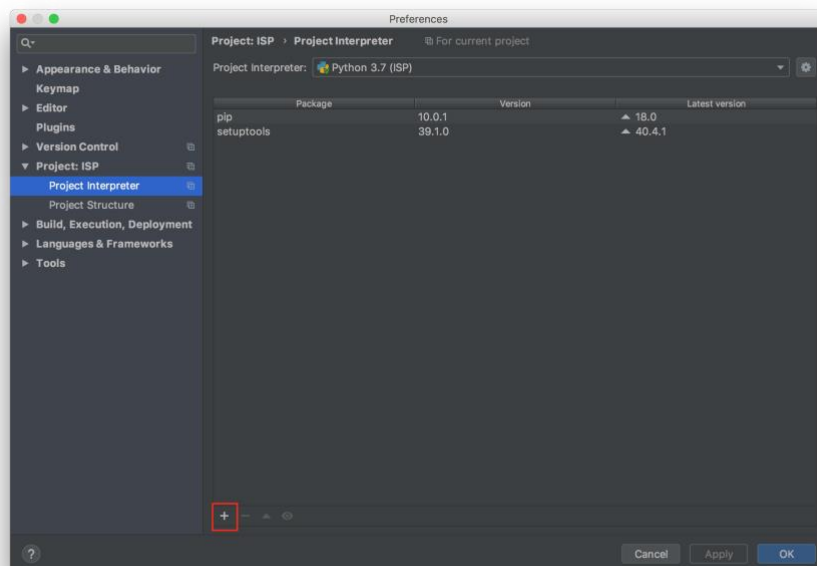 Preferences
Project: ISP › Project Interpreter For current project
Project Interpreter: Python 3.7 (ISP)
Appearance & Behavior
Keymap
Editor
Plugins
Version Control
Project: ISP
Project Interpreter
Project Structure
Build, Execution, Deployment
Languages & Frameworks
Tools
Package Version Latest version
pip 10.0.1 18.0
setuptools 39.1.0 40.4.1
? Cancel Apply OK